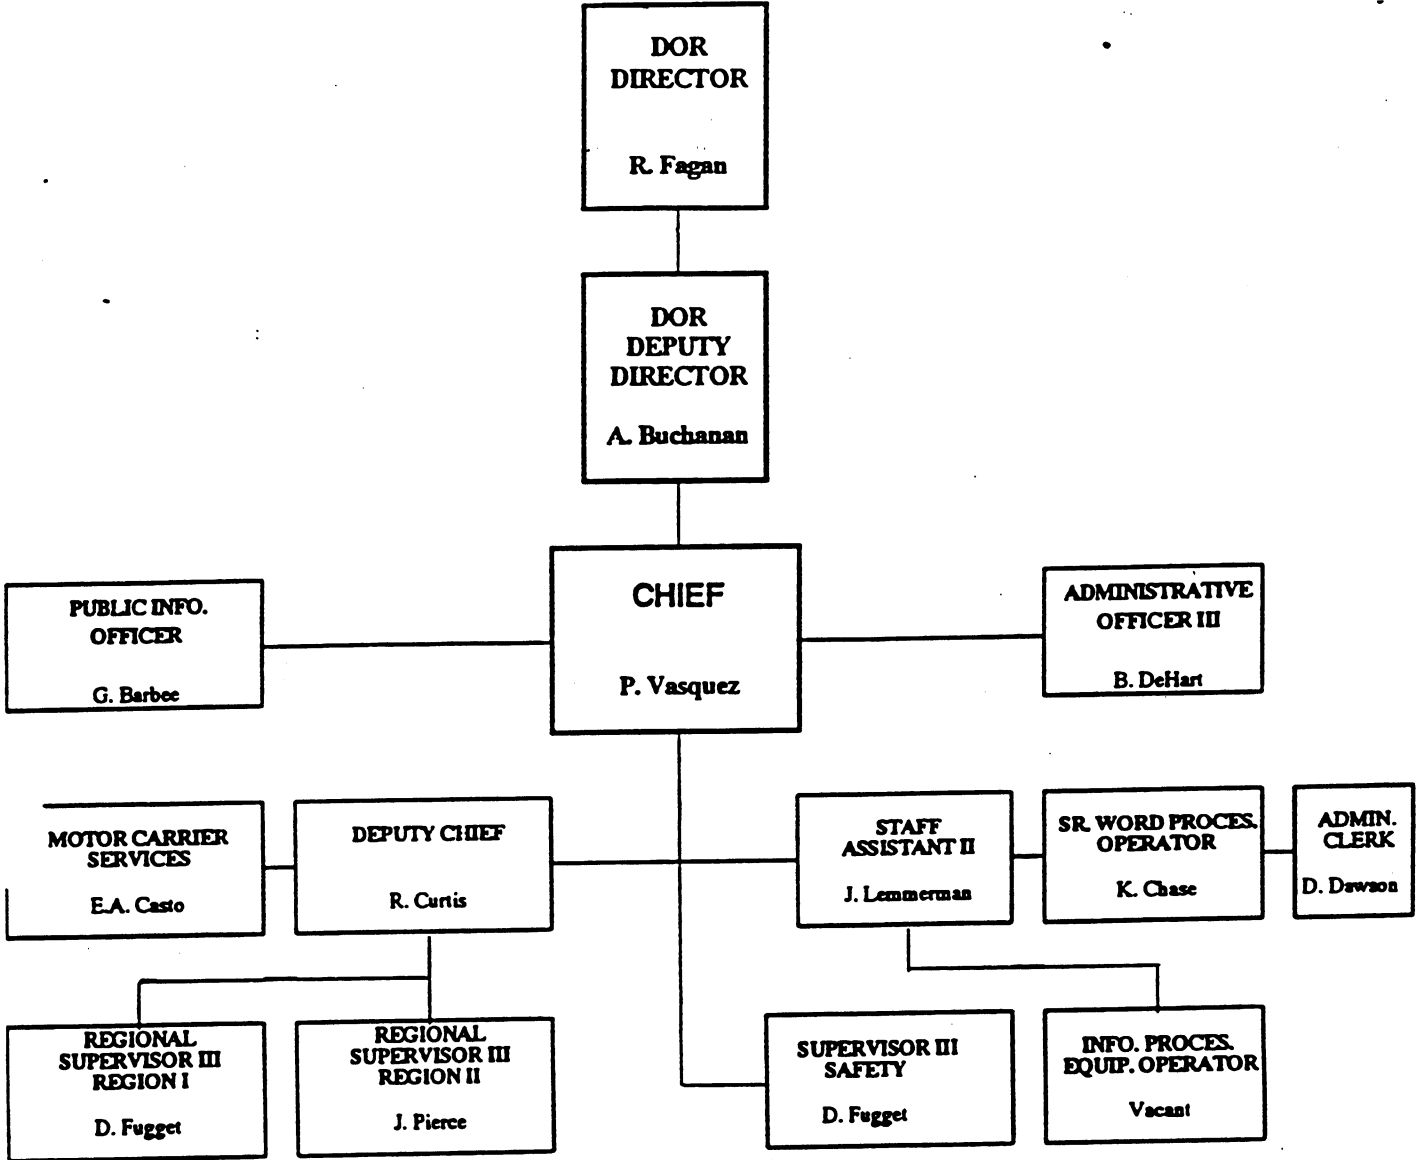 DOR
DIRECTOR
R. Fagan
DOR
DEPUTY
DIRECTOR
A. Buchanan
CHIEF
P. Vasquez
PUBLIC INFO.
OFFICER
G. Barbee
ADMINISTRATIVE
OFFICER III
B. DeHart
MOTOR CARRIER
SERVICES
E.A. Casto
DEPUTY CHIEF
R. Curtis
STAFF
ASSISTANT II
J. Lemmerman
SR. WORD PROCES.
OPERATOR
K. Chase
ADMIN.
CLERK
D. Dawson
REGIONAL
SUPERVISOR III
REGION I
D. Fugget
REGIONAL
SUPERVISOR III
REGION II
J. Pierce
SUPERVISOR III
SAFETY
D. Fugget
INFO. PROCES.
EQUIP. OPERATOR
Vacant